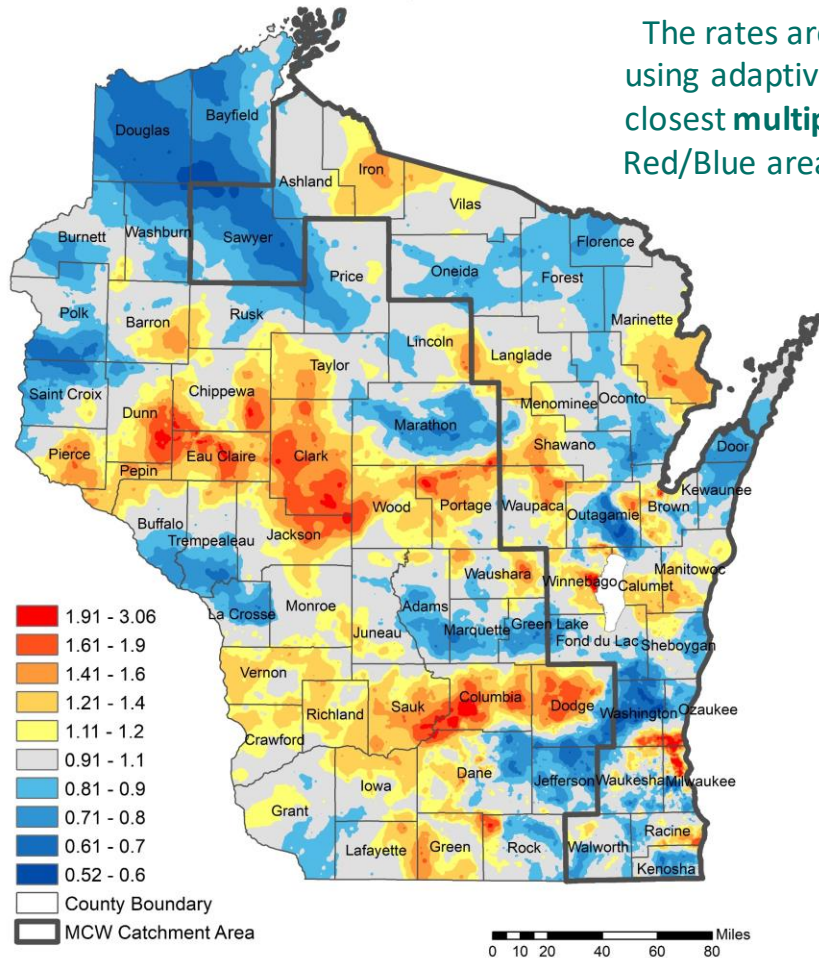 The rates are
using adaptiv
closest multip
Red/Blue area
Douglas
Bayfield
Ashland
Iron
Vilas
Burnett
Washburn
Sawyer
Price
Oneida
Florence
Forest
Polk
Barron
Rusk
Lincoln
Langlade
Marinette
Taylor
Saint Croix
Chippewa
Dunn
Marathon
Menominee
Oconto
Pierce
Pepin
Eau Claire
Clark
Shawano
Door
Kewaunee
Buffalo
Trempealeau
Jackson
Wood
Portage
Waupaca
Outagamie
Brown
La Crosse
Monroe
Juneau
Adams
Waushara
Marquette
Green Lake
Winnebago
Calumet
Manitowoc
Fond du Lac
Sheboygan
Vernon
Richland
Crawford
Sauk
Columbia
Dodge
Washington
Ozaukee
Grant
Iowa
Dane
Jefferson
Waukesha
Milwaukee
Lafayette
Green
Rock
Walworth
Racine
Kenosha
1.91 - 3.06
1.61 - 1.9
1.41 - 1.6
1.21 - 1.4
1.11 - 1.2
0.91 - 1.1
0.81 - 0.9
0.71 - 0.8
0.61 - 0.7
0.52 - 0.6
County Boundary
MCW Catchment Area
Miles
0 10 20 40 60 80